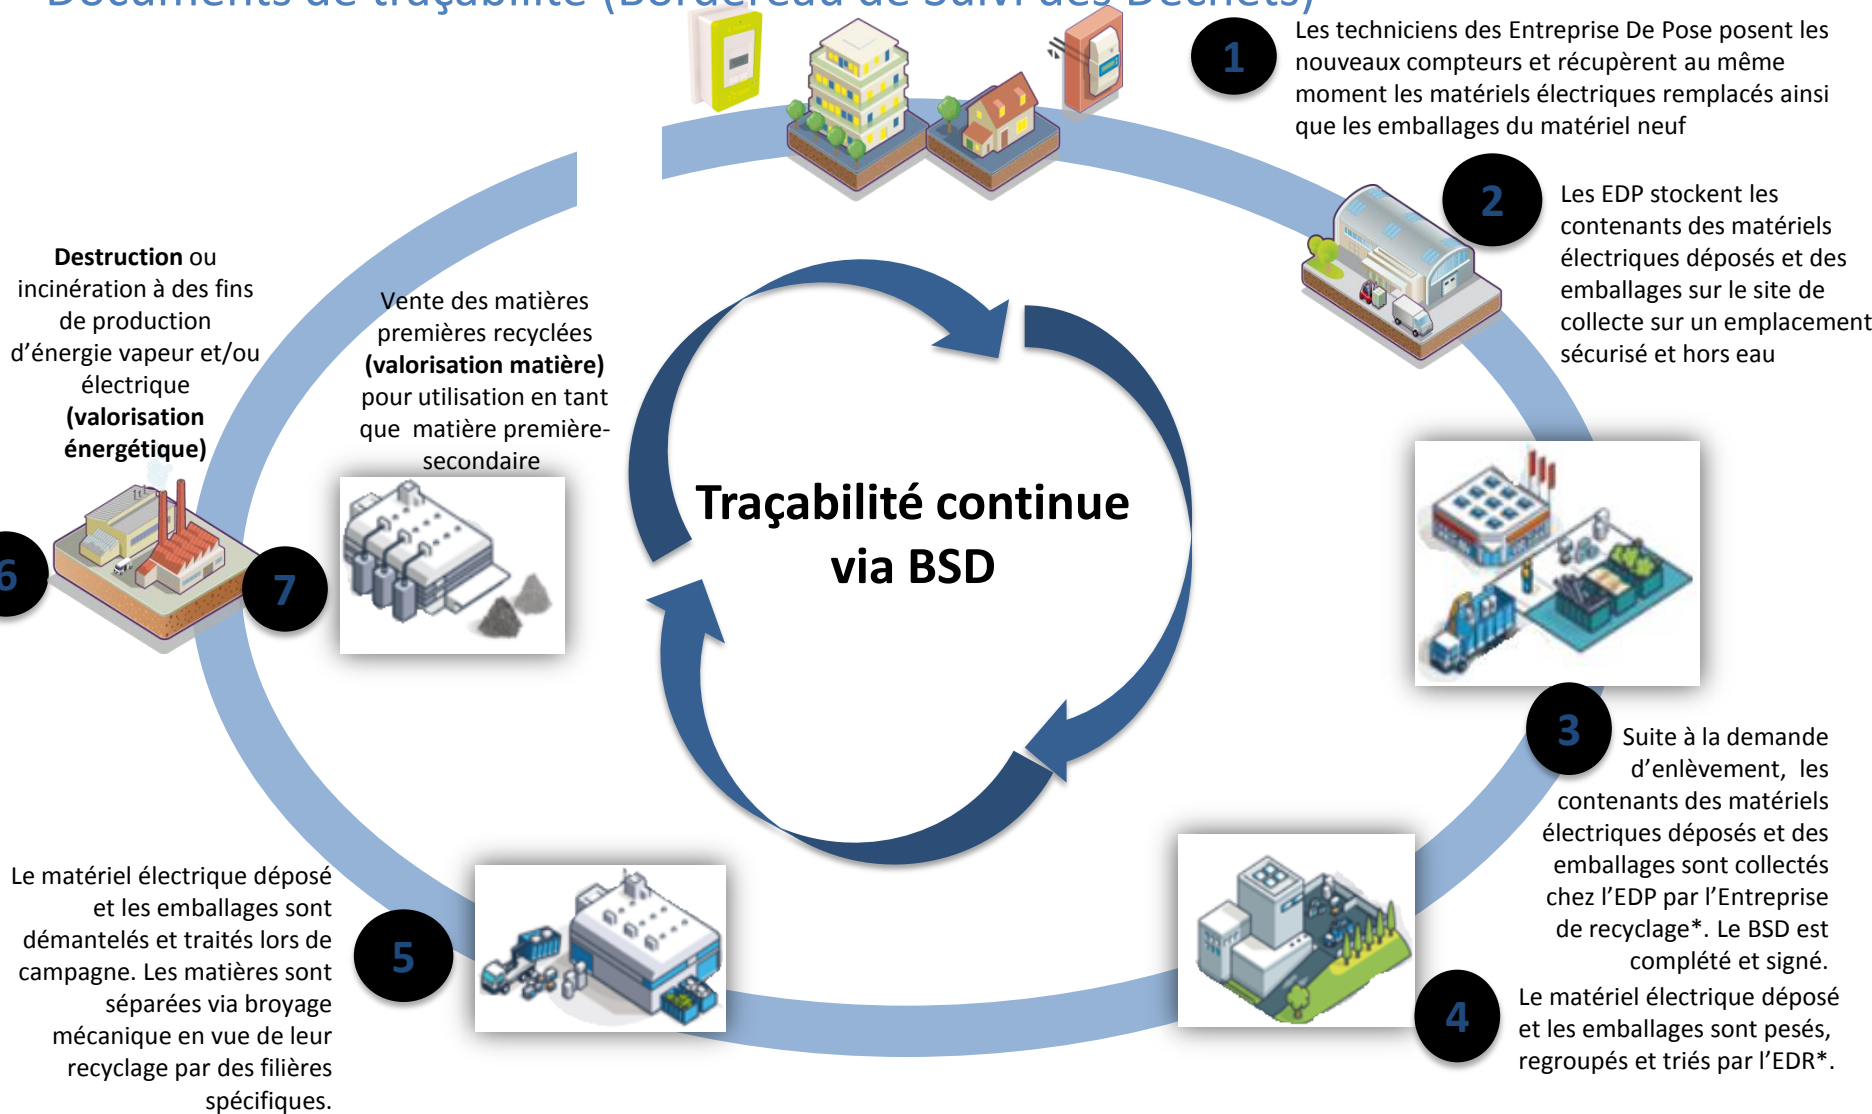 Documents de traçabilité (Bordereau de Suivi des Déchets)
1
Les techniciens des Entreprise De Pose posent les
nouveaux compteurs et récupèrent au même
moment les matériels électriques remplacés ainsi
que les emballages du matériel neuf
2
Les EDP stockent les
contenants des matériels
électriques déposés et des
emballages sur le site de
collecte sur un emplacement
sécurisé et hors eau
3
Suite à la demande
d’enlèvement, les
contenants des matériels
électriques déposés et des
emballages sont collectés
chez l’EDP par l’Entreprise
de recyclage*. Le BSD est
complété et signé.
4
Le matériel électrique déposé
et les emballages sont pesés,
regroupés et triés par l’EDR*.
5
Le matériel électrique déposé
et les emballages sont
démantelés et traités lors de
campagne. Les matières sont
séparées via broyage
mécanique en vue de leur
recyclage par des filières
spécifiques.
6
Destruction ou
incinération à des fins
de production
d’énergie vapeur et/ou
électrique
(valorisation
énergétique)
7
Vente des matières
premières recyclées
(valorisation matière)
pour utilisation en tant
que matière première-
secondaire
Traçabilité continue
via BSD